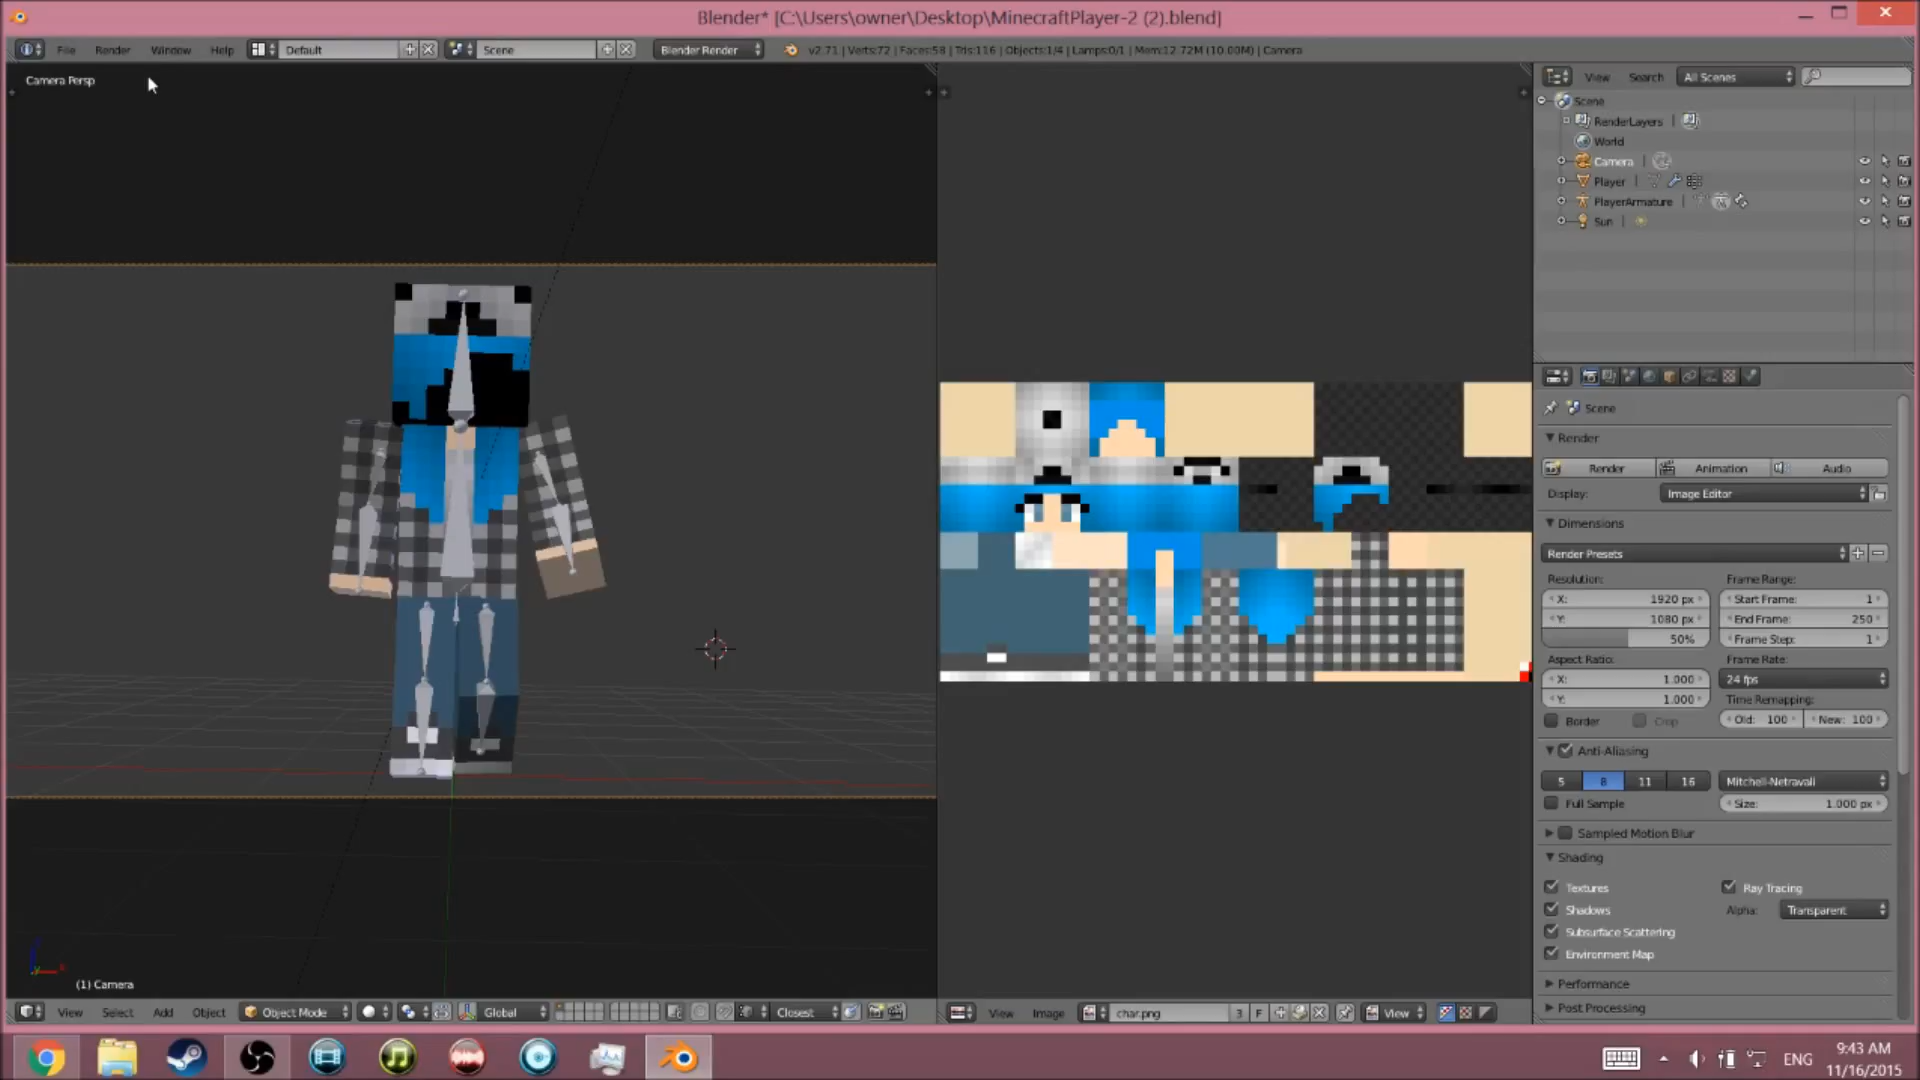 Blender* [C:\Users\owner\Desktop\MinecraftPlayer-2 (2).blend]
File Render Window Help Default Scene Blender Render v2.71 | Verts:72 | Faces:58 | Tris:116 | Objects:1/4 | Lamps:0/1 | Mem:12.72M (10.00M) | Camera
Camera Persp
View Search All Scenes
Scene
RenderLayers
World
Camera
Player
PlayerArmature
Sun
Scene
Render
Render Animation Audio
Display: Image Editor
Dimensions
Render Presets
Resolution: Frame Range:
X: 1920 px Start Frame: 1
Y: 1080 px End Frame: 250
50% Frame Step: 1
Aspect Ratio: Frame Rate:
X: 1.000 24 fps
Y: 1.000 Time Remapping:
Border Crop Old: 100 New: 100
Anti-Aliasing
5 8 11 16 Mitchell-Netravali
Full Sample Size: 1.000 px
Sampled Motion Blur
Shading
Textures Ray Tracing
Shadows Alpha: Transparent
Subsurface Scattering
Environment Map
Performance
Post Processing
(1) Camera
View Select Add Object Object Mode Global Closest
View Image char.png 3 F View
ENG 9:43 AM
11/16/2015